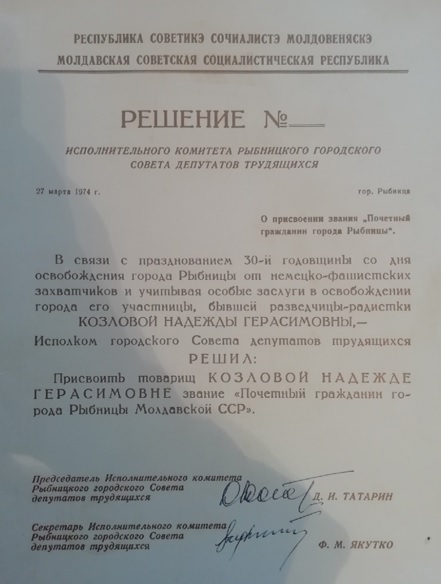 РЕСПУБЛИКА СОВЕТИКЭ СОЧИАЛИСТЭ МОЛДОВЕНЯСКЭ
МОЛДАВСКАЯ СОВЕТСКАЯ СОЦИАЛИСТИЧЕСКАЯ РЕСПУБЛИКА
РЕШЕНИЕ №
ИСПОЛНИТЕЛЬНОГО КОМИТЕТА РЫБНИЦКОГО ГОРОДСКОГО
СОВЕТА ДЕПУТАТОВ ТРУДЯЩИХСЯ
27 марта 1974 г. гор. Рыбница
О присвоении звания „Почетный
гражданин города Рыбницы“.
В связи с празднованием 30-й годовщины со дня
освобождения города Рыбницы от немецко-фашистских
захватчиков и учитывая особые заслуги в освобождении
города его участницы, бывшей разведчицы-радистки
КОЗЛОВОЙ НАДЕЖДЫ ГЕРАСИМОВНЫ,—
Исполком городского Совета депутатов трудящихся
РЕШИЛ:
Присвоить товарищ КОЗЛОВОЙ НАДЕЖДЕ
ГЕРАСИМОВНЕ звание «Почетный гражданин го-
рода Рыбницы Молдавской ССР».
Председатель Исполнительного комитета
Рыбницкого городского Совета
депутатов трудящихся Д. И. ТАТАРИН
Секретарь Исполнительного комитета
Рыбницкого городского Совета
депутатов трудящихся Ф. М. ЯКУТКО